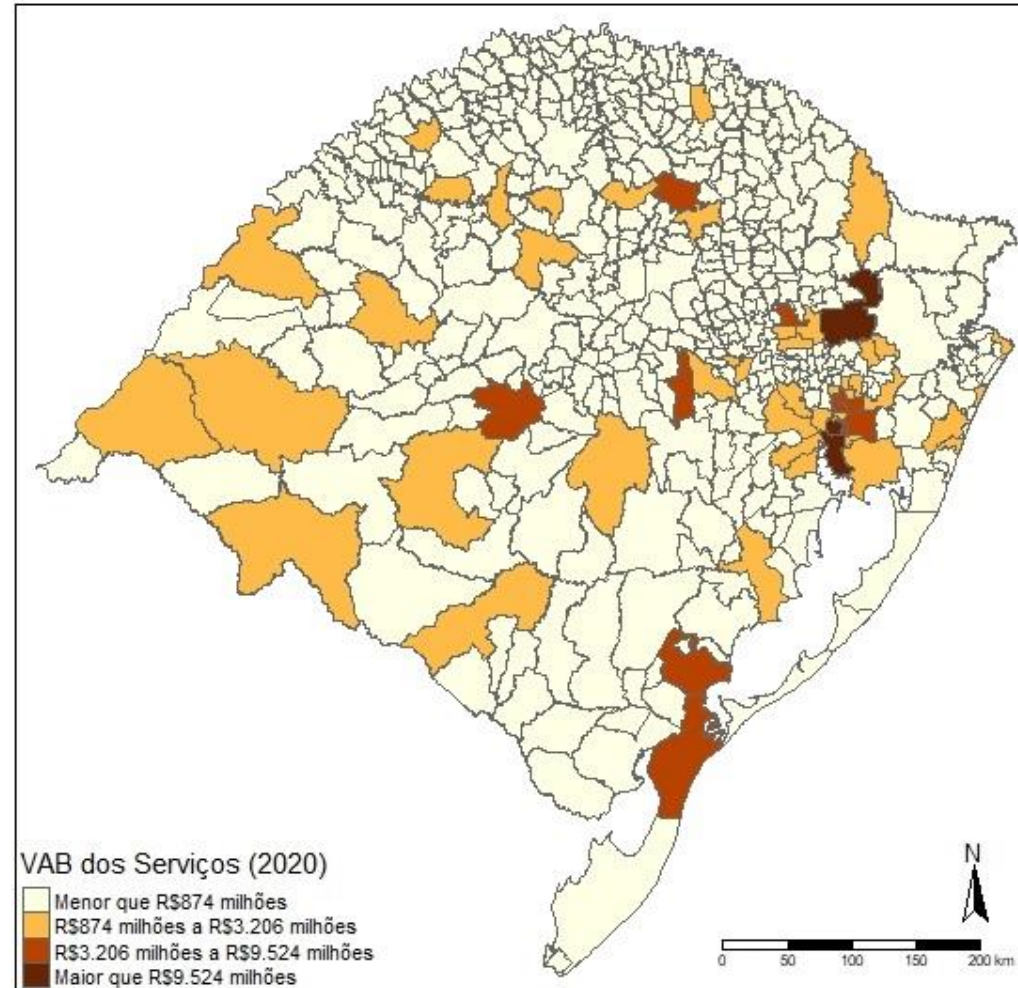 VAB dos Serviços (2020)
Menor que R$874 milhões
R$874 milhões a R$3.206 milhões
R$3.206 milhões a R$9.524 milhões
Maior que R$9.524 milhões
N
0 50 100 150 200 km